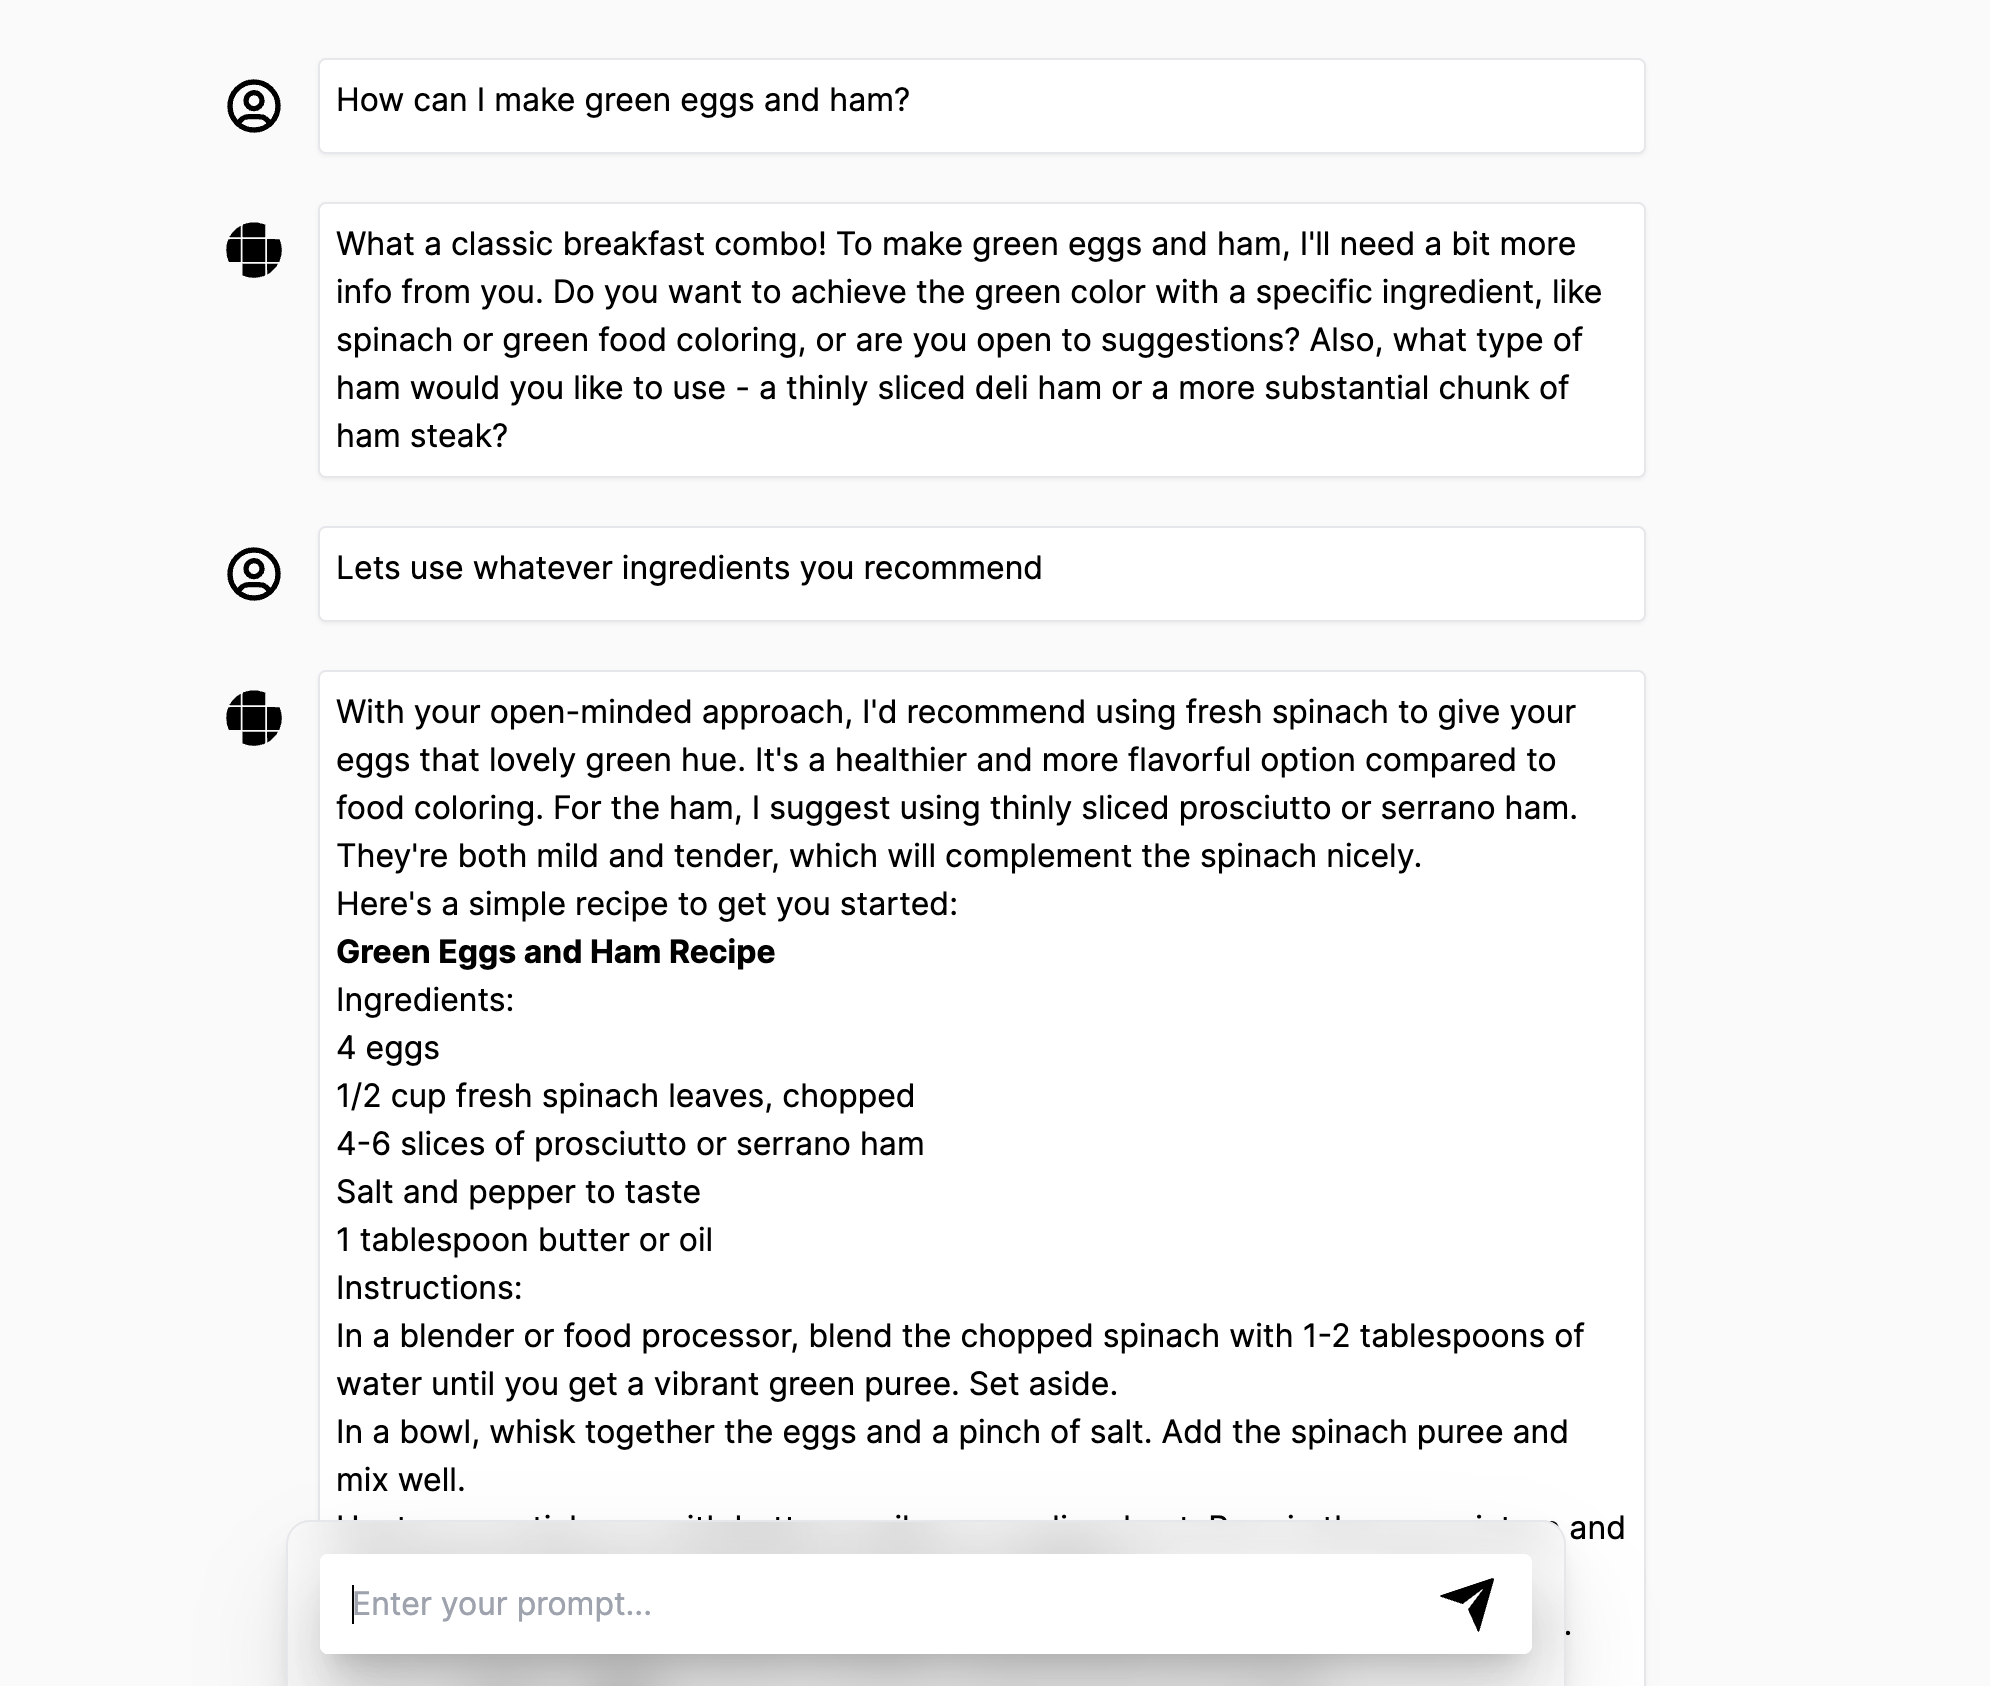 How can I make green eggs and ham?
What a classic breakfast combo! To make green eggs and ham, I'll need a bit more
info from you. Do you want to achieve the green color with a specific ingredient, like
spinach or green food coloring, or are you open to suggestions? Also, what type of
ham would you like to use - a thinly sliced deli ham or a more substantial chunk of
ham steak?
Lets use whatever ingredients you recommend
With your open-minded approach, I'd recommend using fresh spinach to give your
eggs that lovely green hue. It's a healthier and more flavorful option compared to
food coloring. For the ham, I suggest using thinly sliced prosciutto or serrano ham.
They're both mild and tender, which will complement the spinach nicely.
Here's a simple recipe to get you started:
Green Eggs and Ham Recipe
Ingredients:
4 eggs
1/2 cup fresh spinach leaves, chopped
4-6 slices of prosciutto or serrano ham
Salt and pepper to taste
1 tablespoon butter or oil
Instructions:
In a blender or food processor, blend the chopped spinach with 1-2 tablespoons of
water until you get a vibrant green puree. Set aside.
In a bowl, whisk together the eggs and a pinch of salt. Add the spinach puree and
mix well.
and
Enter your prompt...